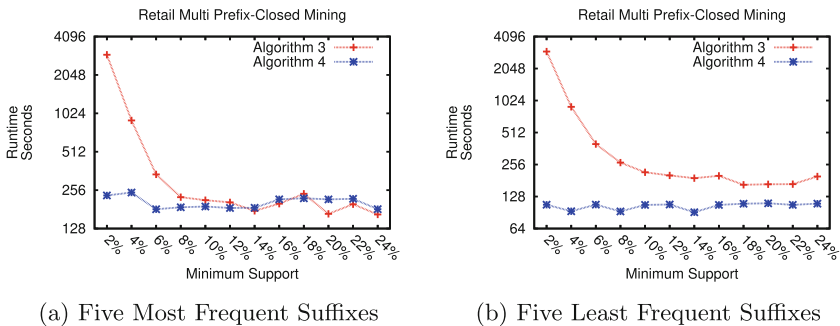 Retail Multi Prefix-Closed Mining
4096
2048
1024
512
256
128
Runtime
Seconds
Algorithm 3
Algorithm 4
2% 4% 6% 8% 10% 12% 14% 16% 18% 20% 22% 24%
Minimum Support
(a) Five Most Frequent Suffixes
Retail Multi Prefix-Closed Mining
4096
2048
1024
512
256
128
64
Runtime
Seconds
Algorithm 3
Algorithm 4
2% 4% 6% 8% 10% 12% 14% 16% 18% 20% 22% 24%
Minimum Support
(b) Five Least Frequent Suffixes